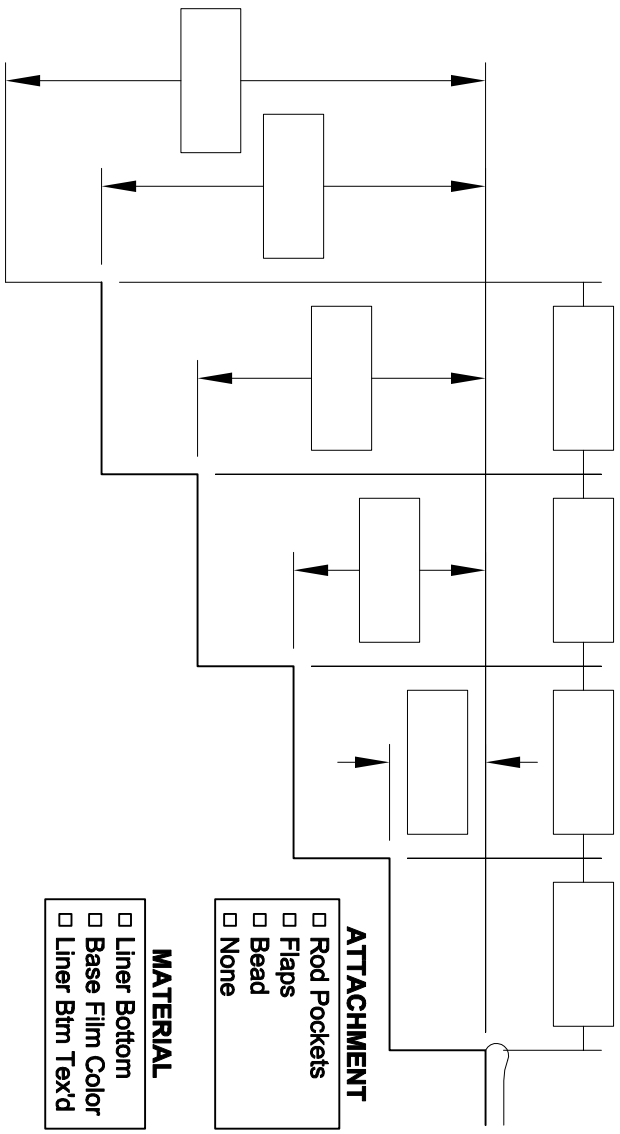 ATTACHMENT
□ Rod Pockets
□ Flaps
□ Bead
□ None
MATERIAL
□ Liner Bottom
□ Base Film Color
□ Liner Btm Tex'd